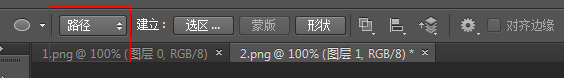 路径 建立： 选区... 蒙版 形状 对齐边缘
1.png @ 100% (图层 0, RGB/8) × 2.png @ 100% (图层 1, RGB/8) * ×